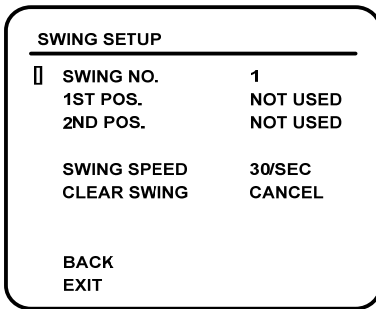 SWING SETUP
SWING NO. 1
1ST POS. NOT USED
2ND POS. NOT USED
SWING SPEED 30/SEC
CLEAR SWING CANCEL
BACK
EXIT